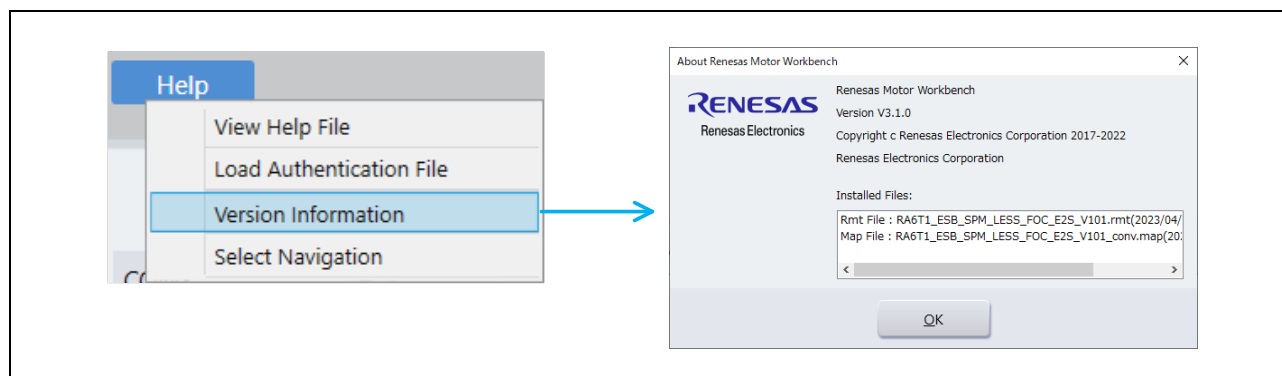 Help
View Help File
Load Authentication File
Version Information
Select Navigation
About Renesas Motor Workbench
RENESAS
Renesas Electronics
Renesas Motor Workbench
Version V3.1.0
Copyright c Renesas Electronics Corporation 2017-2022
Renesas Electronics Corporation
Installed Files:
Rmt File : RA6T1_ESB_SPM_LESS_FOC_E2S_V101.rmt(2023/04/
Map File : RA6T1_ESB_SPM_LESS_FOC_E2S_V101_conv.map(20
OK